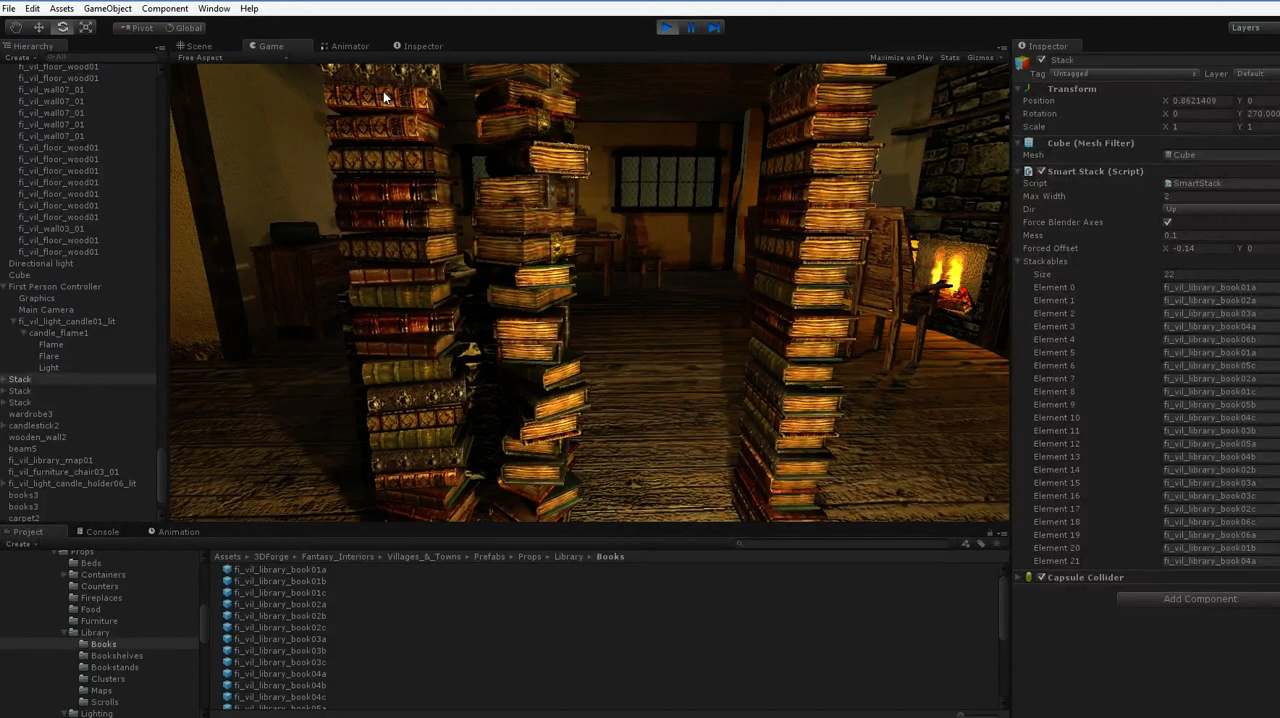 File Edit Assets GameObject Component Window Help
Pivot Global Layers
Hierarchy Scene Game Animator Inspector Inspector
Create All
Free Aspect Maximize on Play Stats Gizmos
fi_vil_floor_wood01
fi_vil_floor_wood01
fi_vil_wall07_01
fi_vil_wall07_01
fi_vil_wall07_01
fi_vil_wall07_01
fi_vil_wall07_01
fi_vil_floor_wood01
fi_vil_floor_wood01
fi_vil_floor_wood01
fi_vil_floor_wood01
fi_vil_floor_wood01
fi_vil_floor_wood01
fi_vil_wall03_01
fi_vil_floor_wood01
fi_vil_floor_wood01
Directional light
Cube
First Person Controller
Graphics
Main Camera
fi_vil_light_candle01_lit
candle_flame1
Flame
Flare
Light
Stack
Stack
Stack
wardrobe3
candlestick2
wooden_wall2
beam5
fi_vil_library_map01
fi_vil_furniture_chair03_01
fi_vil_light_candle_holder06_lit
books3
books3
carpet2
Stack
Tag Untagged Layer Default
Transform
Position X 0.8621409 Y 0
Rotation X 0 Y 270.000
Scale X 1 Y 1
Cube (Mesh Filter)
Mesh Cube
Smart Stack (Script)
Script SmartStack
Max Width 2
Dir Up
Force Blender Axes
Mess 0.1
Forced Offset X -0.14 Y 0
Stackables
Size 22
Element 0 fi_vil_library_book01a
Element 1 fi_vil_library_book02a
Element 2 fi_vil_library_book03a
Element 3 fi_vil_library_book04a
Element 4 fi_vil_library_book06b
Element 5 fi_vil_library_book01a
Element 6 fi_vil_library_book05c
Element 7 fi_vil_library_book02a
Element 8 fi_vil_library_book01c
Element 9 fi_vil_library_book05b
Element 10 fi_vil_library_book04c
Element 11 fi_vil_library_book03b
Element 12 fi_vil_library_book05a
Element 13 fi_vil_library_book04b
Element 14 fi_vil_library_book02b
Element 15 fi_vil_library_book03a
Element 16 fi_vil_library_book03c
Element 17 fi_vil_library_book02c
Element 18 fi_vil_library_book06c
Element 19 fi_vil_library_book06a
Element 20 fi_vil_library_book01b
Element 21 fi_vil_library_book04a
Capsule Collider
Add Component
Project Console Animation
Create
Props
Beds
Containers
Counters
Fireplaces
Food
Furniture
Library
Books
Bookshelves
Bookstands
Clusters
Maps
Scrolls
Lighting
Assets Fantasy_Interiors 3DForge Villages_&_Towns Prefabs Props Library Books
fi_vil_library_book01a
fi_vil_library_book01b
fi_vil_library_book01c
fi_vil_library_book02a
fi_vil_library_book02b
fi_vil_library_book02c
fi_vil_library_book03a
fi_vil_library_book03b
fi_vil_library_book03c
fi_vil_library_book04a
fi_vil_library_book04b
fi_vil_library_book04c
fi_vil_library_book05a